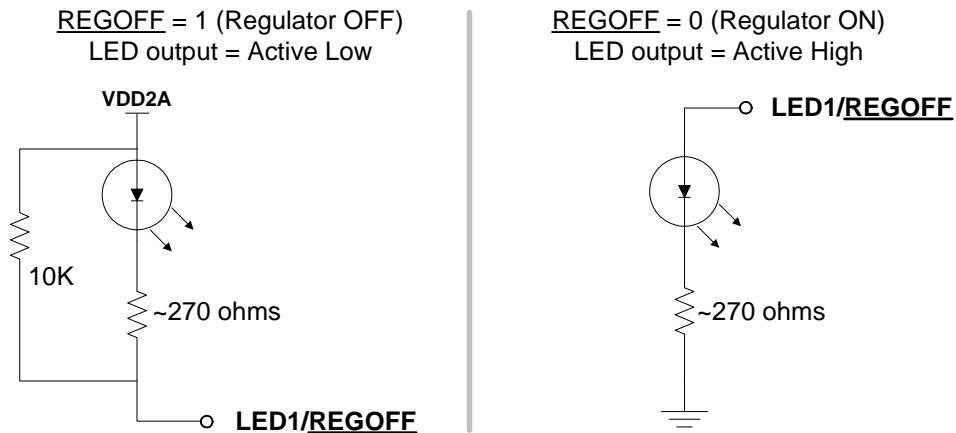 REGOFF = 1 (Regulator OFF)
LED output = Active Low
VDD2A
10K
~270 ohms
LED1/REGOFF
REGOFF = 0 (Regulator ON)
LED output = Active High
LED1/REGOFF
~270 ohms